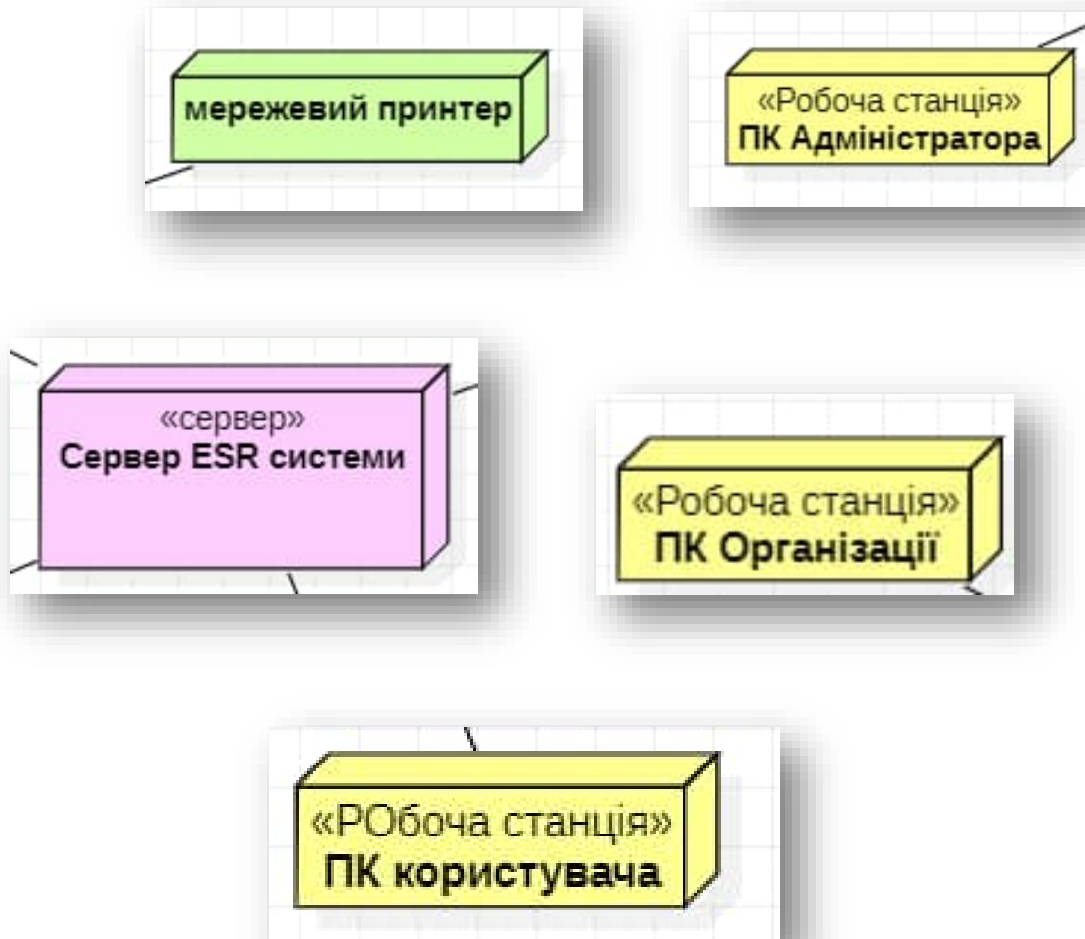 мережевий принтер
«Робоча станція»
ПК Адміністратора
«сервер»
Сервер ESR системи
«Робоча станція»
ПК Організації
«РОбоча станція»
ПК користувача